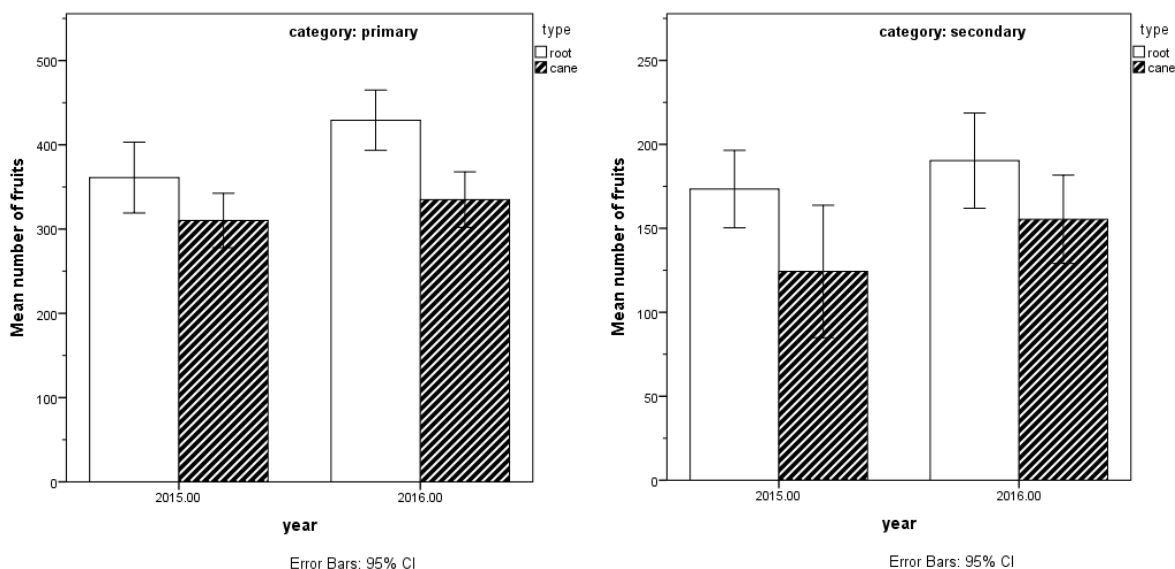 category: primary
type
root
cane
500
400
300
200
100
0
Mean number of fruits
2015.00
2016.00
year
Error Bars: 95% CI
category: secondary
type
root
cane
250
200
150
100
50
0
Mean number of fruits
2015.00
2016.00
year
Error Bars: 95% CI